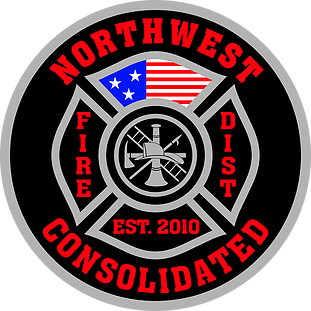 NORTHWEST
FIRE
DIST
EST. 2010
CONSOLIDATED